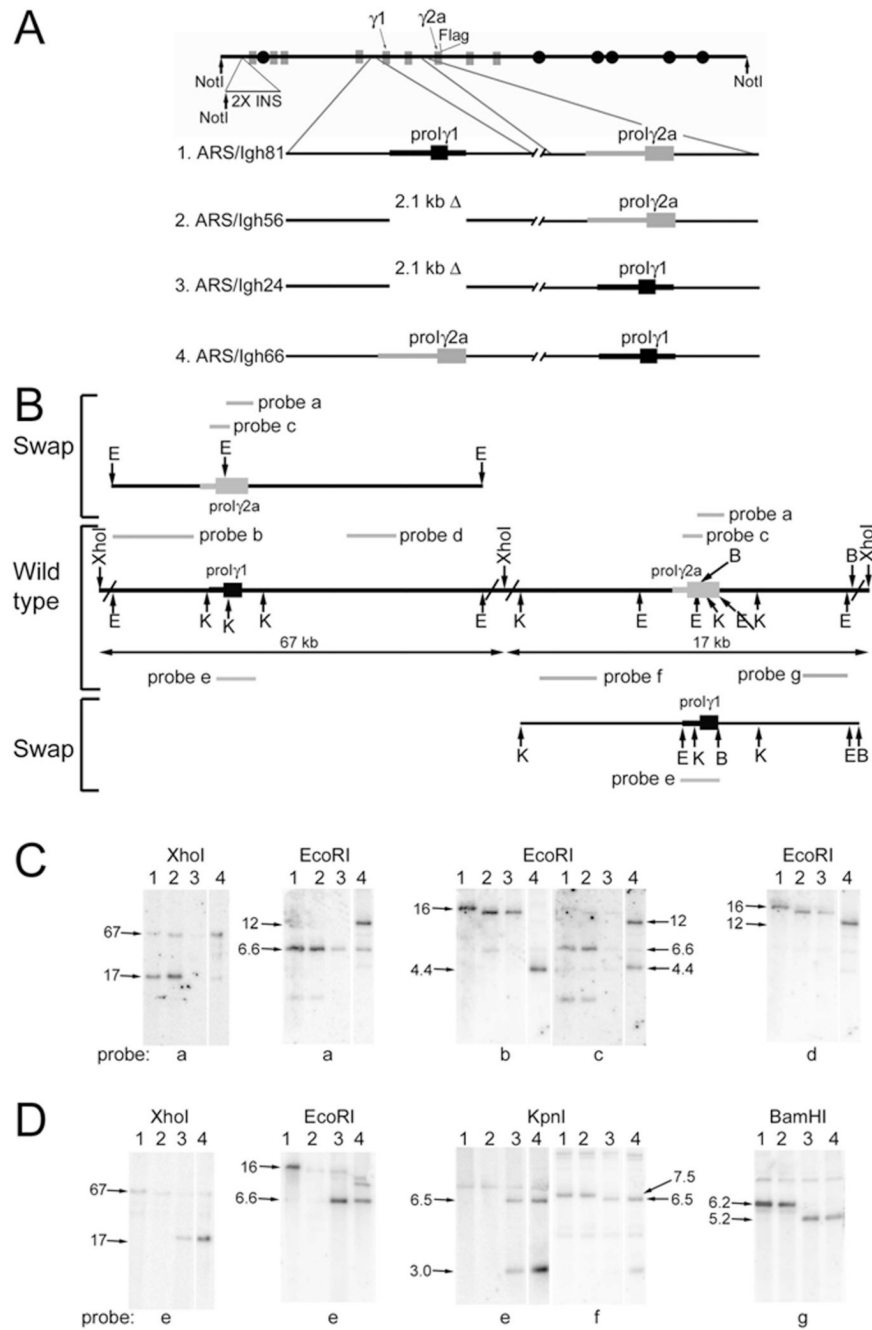 A
γ1
γ2a
Flag
NotI
2X INS
NotI
NotI
proIγ1
proIγ2a
1. ARS/Igh81
2.1 kb Δ
proIγ2a
2. ARS/Igh56
2.1 kb Δ
proIγ1
3. ARS/Igh24
proIγ2a
proIγ1
4. ARS/Igh66
B
Swap
probe a
probe c
E
E
E
proIγ2a
Wild type
XhoI
probe b
probe d
XhoI
probe a
probe c
B
B
XhoI
proIγ1
proIγ2a
E
K
K
K
E
K
E
E
K
E
K
E
67 kb
17 kb
probe e
probe f
probe g
Swap
proIγ1
K
E
K
B
K
E
B
probe e
C
XhoI
EcoRI
EcoRI
EcoRI
1 2 3 4
1 2 3 4
1 2 3 4
1 2 3 4
1 2 3 4
67
17
12
6.6
16
4.4
12
6.6
4.4
16
12
probe: a a b c d
D
XhoI
EcoRI
KpnI
BamHI
1 2 3 4
1 2 3 4
1 2 3 4
1 2 3 4
1 2 3 4
67
17
16
6.6
6.5
3.0
7.5
6.5
6.2
5.2
probe: e e e f g